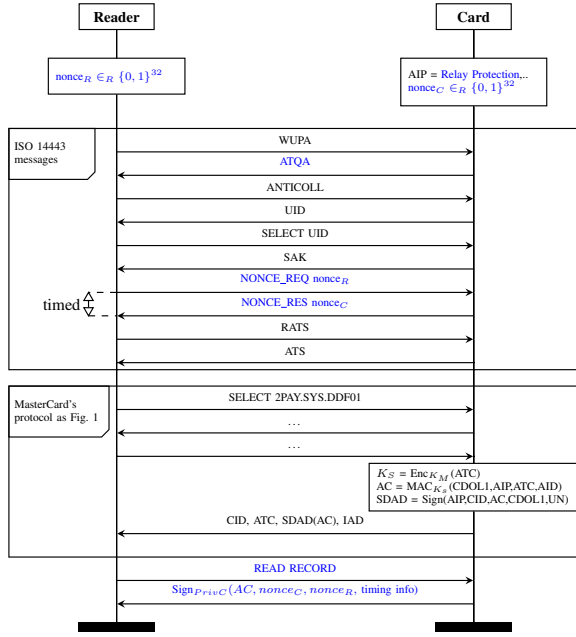 Reader Card
nonce_R ∈_R {0, 1}^32
AIP = Relay Protection,..
nonce_C ∈_R {0, 1}^32
ISO 14443
messages
WUPA
ATQA
ANTICOLL
UID
SELECT UID
SAK
NONCE_REQ nonce_R
timed
NONCE_RES nonce_C
RATS
ATS
MasterCard's
protocol as Fig. 1
SELECT 2PAY.SYS.DDF01
...
...
K_S = Enc_{K_M}(ATC)
AC = MAC_{K_s}(CDOL1,AIP,ATC,AID)
SDAD = Sign(AIP,CID,AC,CDOL1,UN)
CID, ATC, SDAD(AC), IAD
READ RECORD
Sign_{PrivC}(AC, nonce_C, nonce_R, timing info)